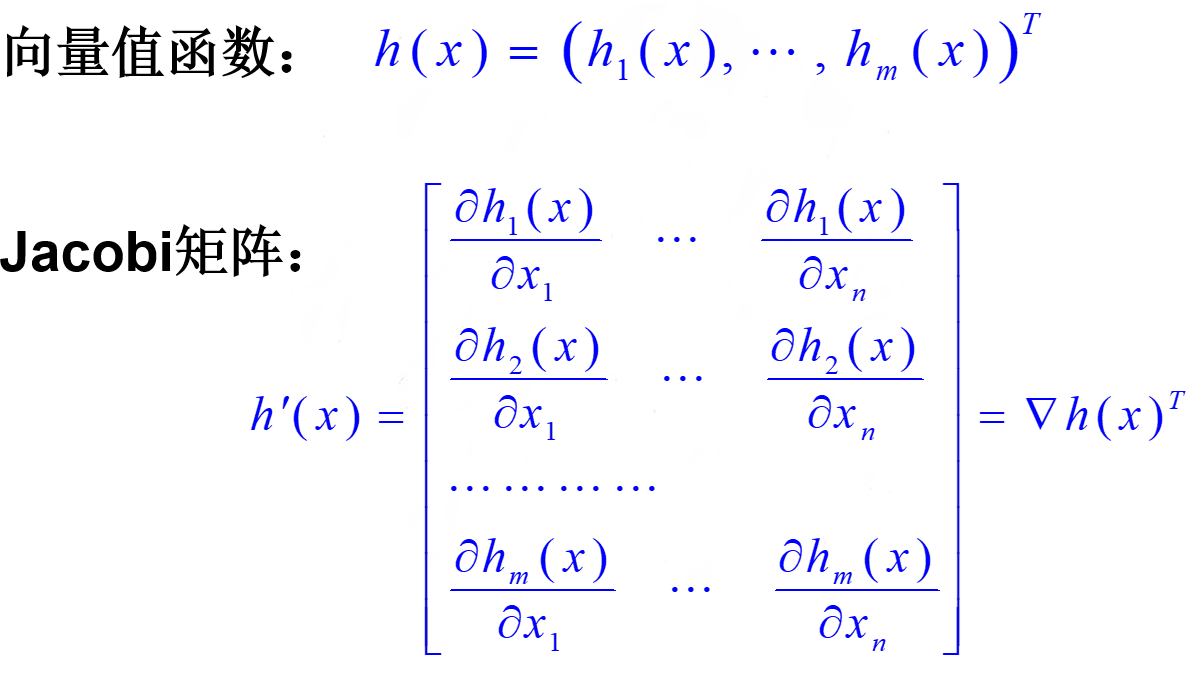 向量值函数： h(x) = (h₁(x), ⋯ , hₘ(x))ᵀ
Jacobi矩阵：
h′(x) = [ ∂h₁(x)/∂x₁ ⋯ ∂h₁(x)/∂xₙ
∂h₂(x)/∂x₁ ⋯ ∂h₂(x)/∂xₙ
⋯⋯⋯⋯
∂hₘ(x)/∂x₁ ⋯ ∂hₘ(x)/∂xₙ ] = ∇h(x)ᵀ